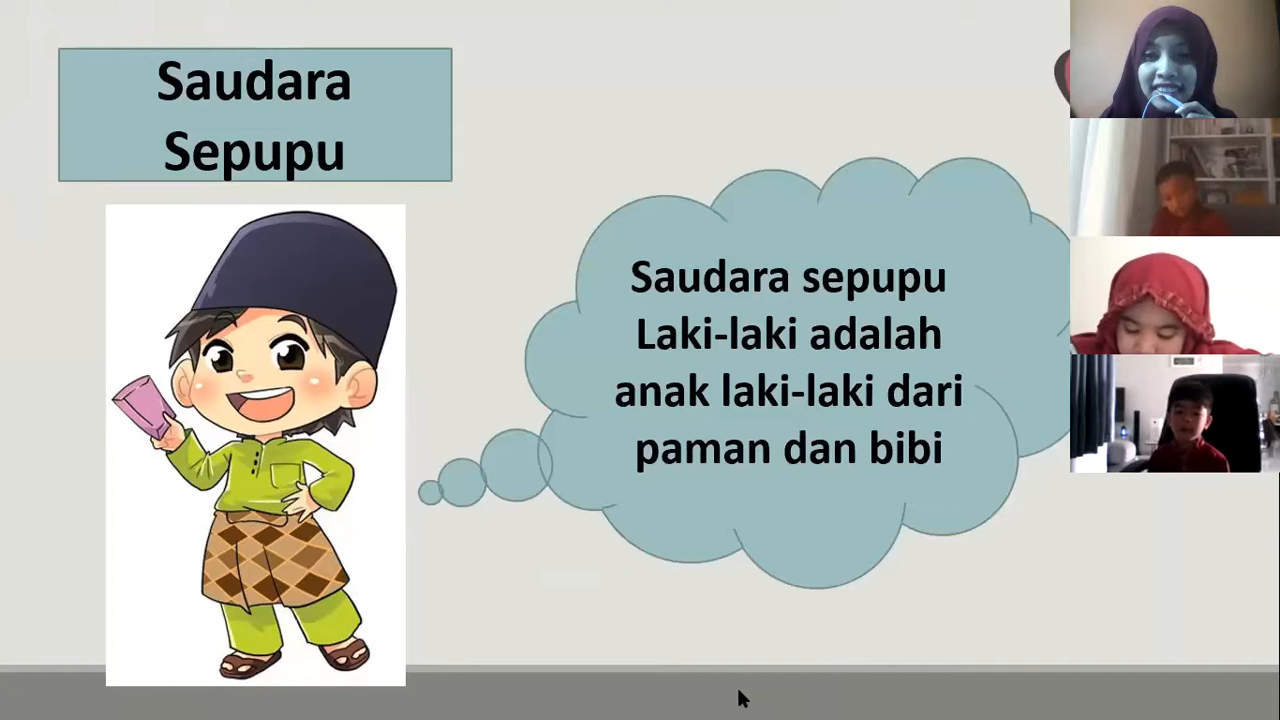 Saudara
Sepupu
Saudara sepupu
Laki-laki adalah
anak laki-laki dari
paman dan bibi